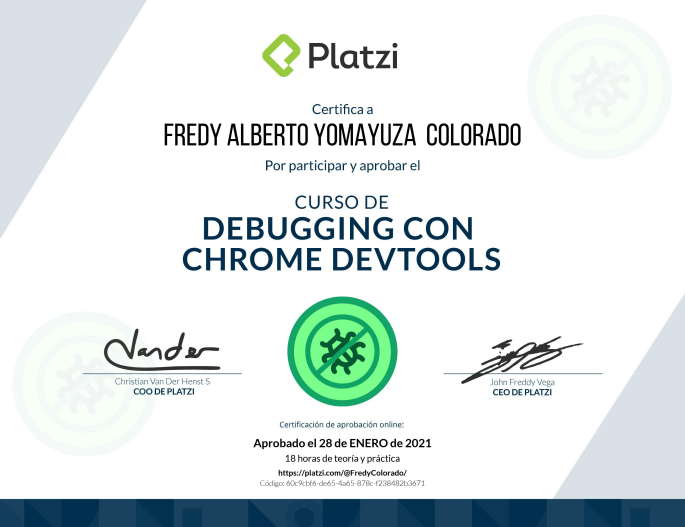 Platzi
Certifica a
FREDY ALBERTO YOMAYUZA COLORADO
Por participar y aprobar el
CURSO DE
DEBUGGING CON
CHROME DEVTOOLS
Christian Van Der Henst S
COO DE PLATZI
John Freddy Vega
CEO DE PLATZI
Certificación de aprobación online:
Aprobado el 28 de ENERO de 2021
18 horas de teoría y práctica
https://platzi.com/@FredyColorado/
Código: 60c9cbf6-de65-4a65-878c-f238482b3671